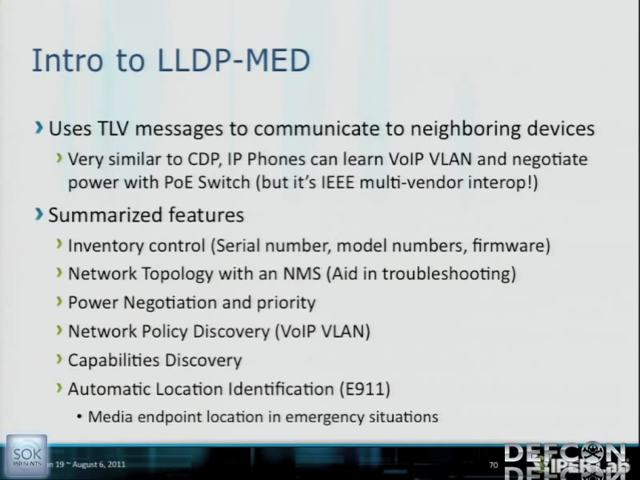 Intro to LLDP-MED
› Uses TLV messages to communicate to neighboring devices
› Very similar to CDP, IP Phones can learn VoIP VLAN and negotiate
power with PoE Switch (but it's IEEE multi-vendor interop!)
› Summarized features
› Inventory control (Serial number, model numbers, firmware)
› Network Topology with an NMS (Aid in troubleshooting)
› Power Negotiation and priority
› Network Policy Discovery (VoIP VLAN)
› Capabilities Discovery
› Automatic Location Identification (E911)
• Media endpoint location in emergency situations
SOK
PRESENTS
n 19 ~ August 6, 2011
70
DEFCON
VIPER Lab